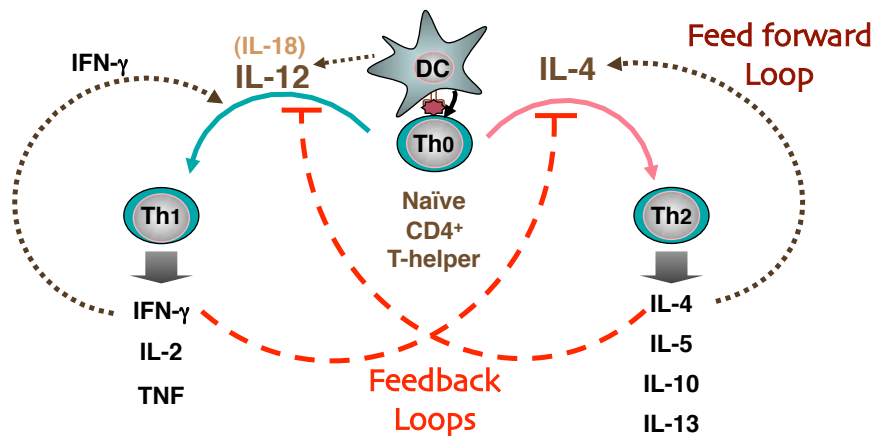 Feed forward
Loop
IFN-γ
(IL-18)
IL-12
DC
IL-4
Th0
Th1
Naïve
CD4⁺
T-helper
Th2
IFN-γ
IL-2
TNF
IL-4
IL-5
IL-10
IL-13
Feedback
Loops